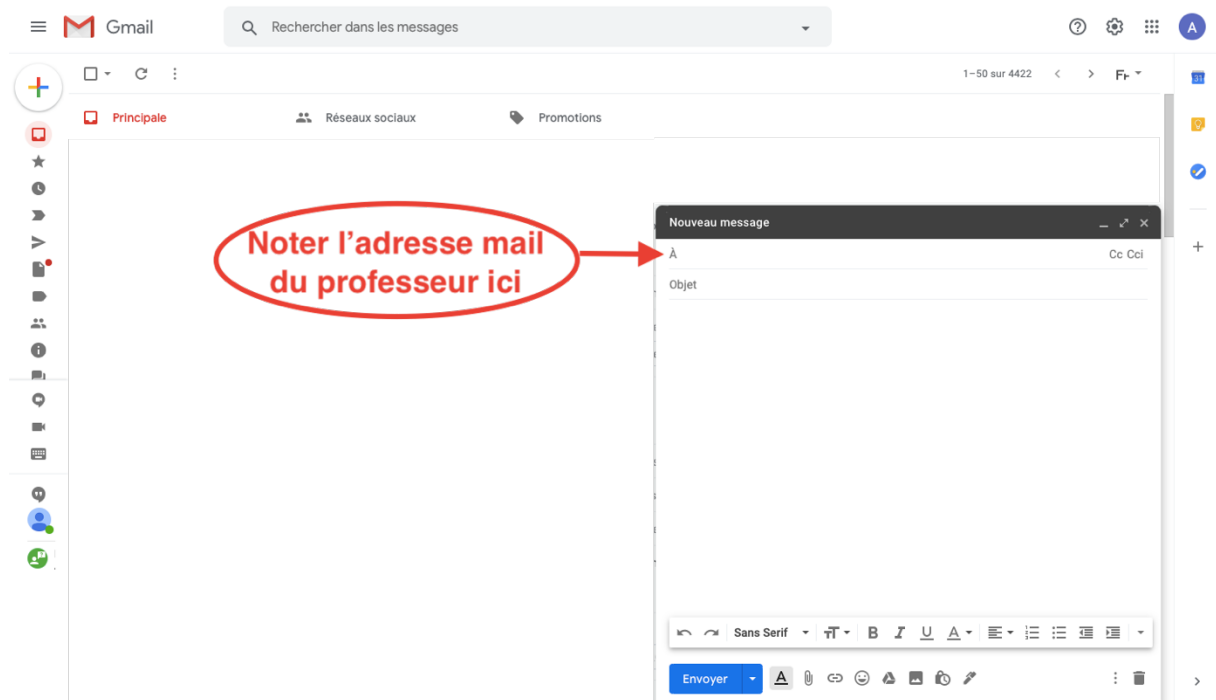 Gmail
Rechercher dans les messages
A
1–50 sur 4422
Principale
Réseaux sociaux
Promotions
31
Noter l’adresse mail
du professeur ici
Nouveau message
À
Cc Cci
Objet
Sans Serif
Envoyer